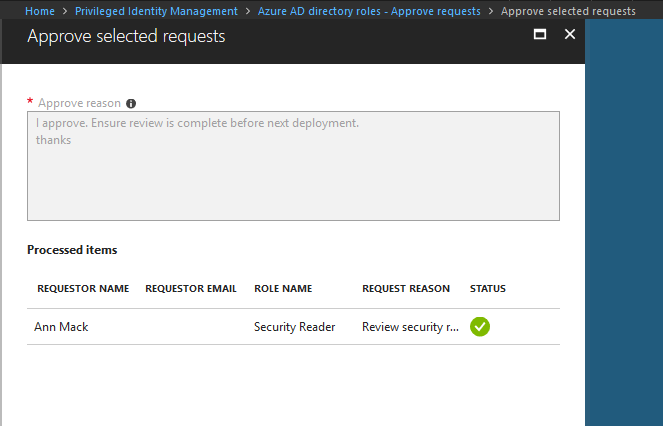 Home > Privileged Identity Management > Azure AD directory roles - Approve requests > Approve selected requests
Approve selected requests
* Approve reason
I approve. Ensure review is complete before next deployment.
thanks
Processed items
REQUESTOR NAME REQUESTOR EMAIL ROLE NAME REQUEST REASON STATUS
Ann Mack Security Reader Review security r...